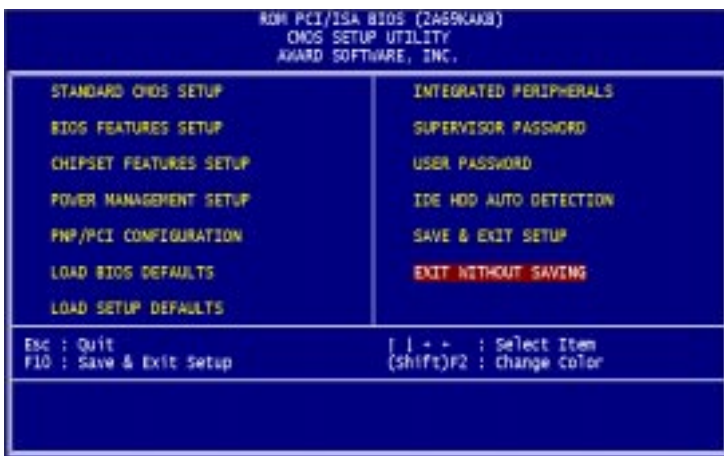 ROM PCI/ISA BIOS (2A69KAKB)
CMOS SETUP UTILITY
AWARD SOFTWARE, INC.
STANDARD CMOS SETUP
BIOS FEATURES SETUP
CHIPSET FEATURES SETUP
POWER MANAGEMENT SETUP
PNP/PCI CONFIGURATION
LOAD BIOS DEFAULTS
LOAD SETUP DEFAULTS
INTEGRATED PERIPHERALS
SUPERVISOR PASSWORD
USER PASSWORD
IDE HDD AUTO DETECTION
SAVE & EXIT SETUP
EXIT WITHOUT SAVING
Esc : Quit
F10 : Save & Exit Setup
: Select Item
(Shift)F2 : Change Color